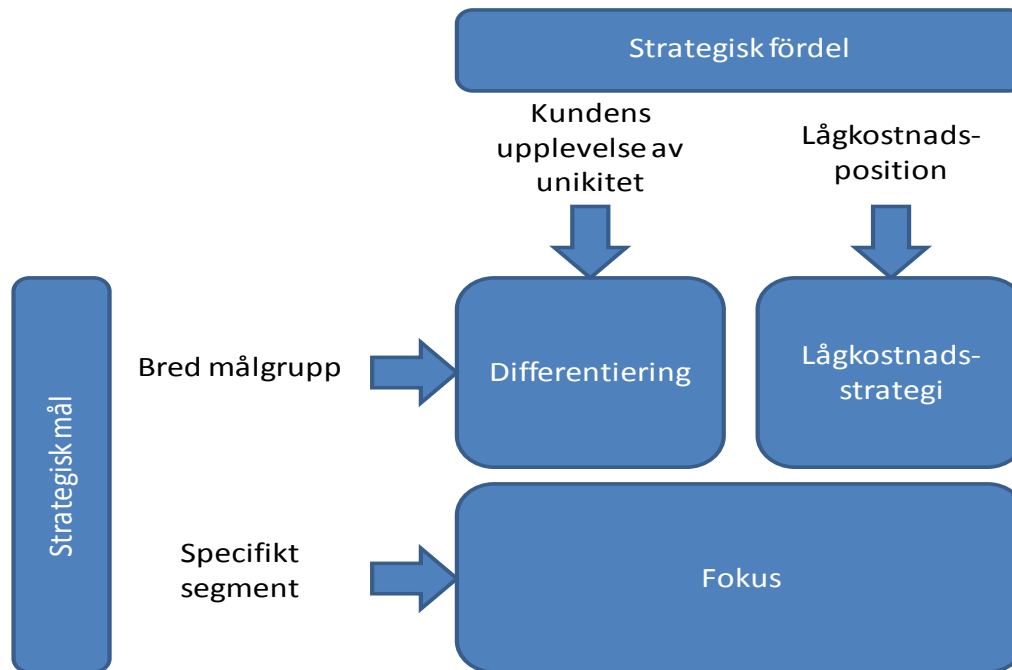 Strategisk fördel
Kundens
upplevelse av
unikitet
Lågkostnads-
position
Strategisk mål
Bred målgrupp
Differentiering
Lågkostnads-
strategi
Specifikt
segment
Fokus